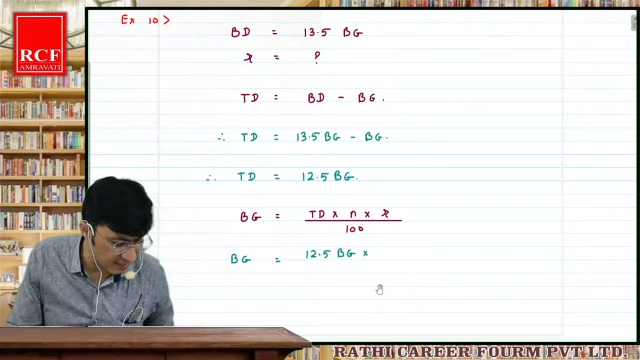 Ex 10>
BD = 13.5 BG
r = ?
TD = BD - BG.
∴ TD = 13.5 BG - BG.
∴ TD = 12.5 BG.
BG = TD x n x r
100
BG = 12.5 BG x
RCF
AMRAVATI
RATHI CAREER FOURM PVT LTD.